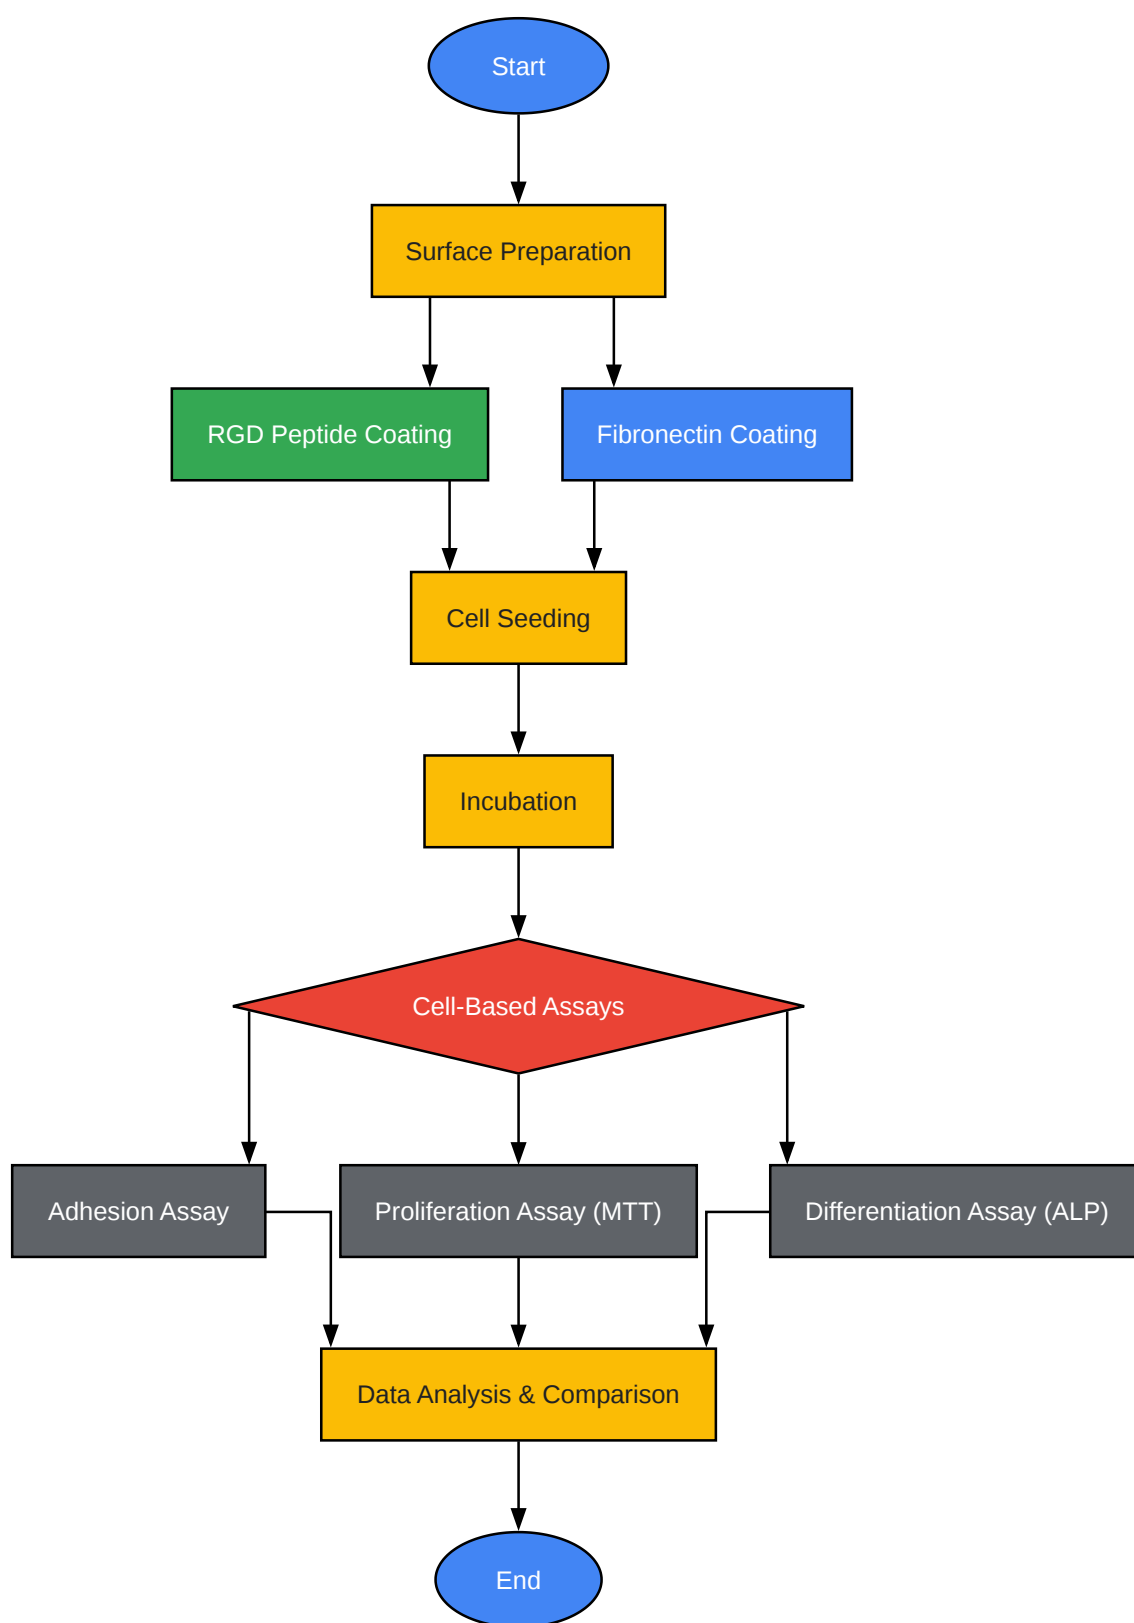 Start
Surface Preparation
RGD Peptide Coating
Fibronectin Coating
Cell Seeding
Incubation
Cell-Based Assays
Adhesion Assay
Proliferation Assay (MTT)
Differentiation Assay (ALP)
Data Analysis & Comparison
End